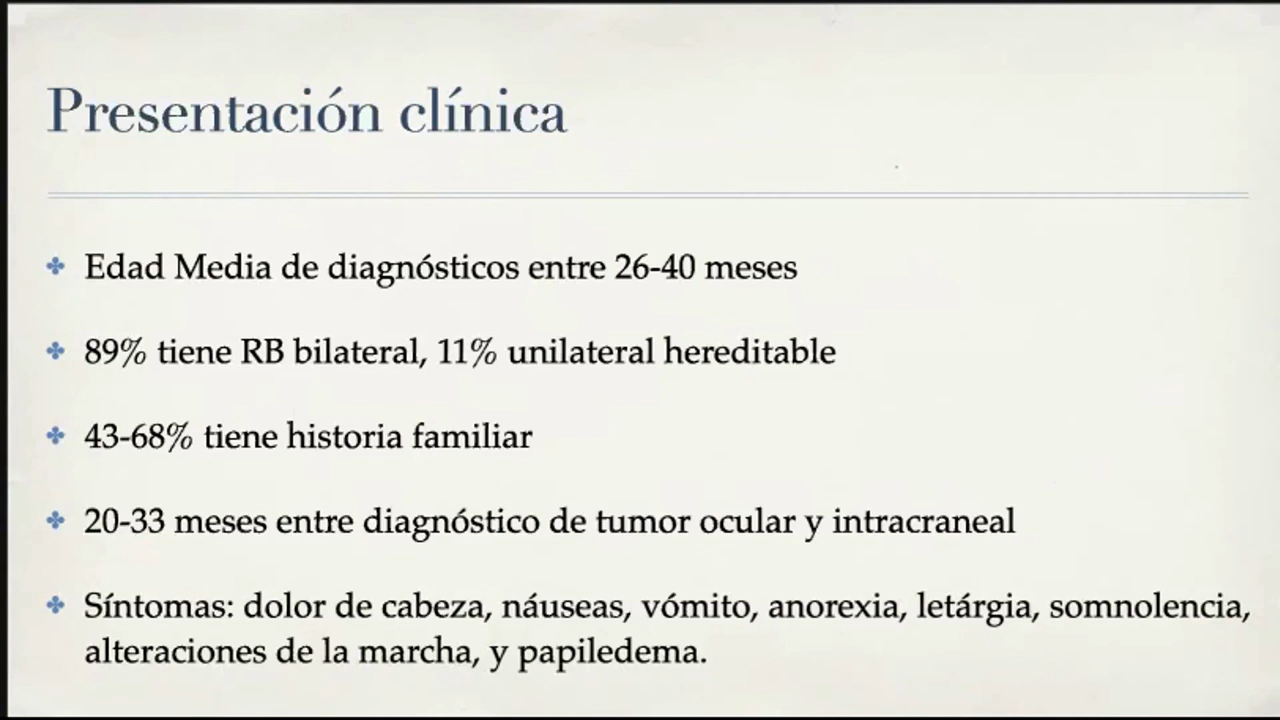 Presentación clínica
Edad Media de diagnósticos entre 26-40 meses
89% tiene RB bilateral, 11% unilateral hereditable
43-68% tiene historia familiar
20-33 meses entre diagnóstico de tumor ocular y intracraneal
Síntomas: dolor de cabeza, náuseas, vómito, anorexia, letárgia, somnolencia,
alteraciones de la marcha, y papiledema.